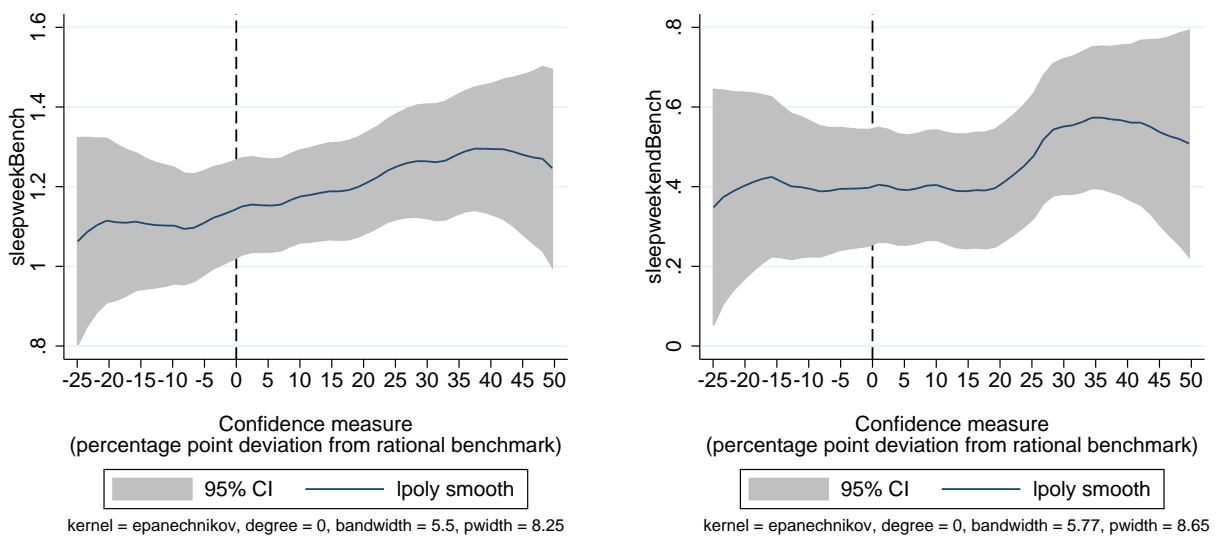 sleepweekBench
1.6
1.4
1.2
1
.8
-25 -20 -15 -10 -5 0 5 10 15 20 25 30 35 40 45 50
Confidence measure
(percentage point deviation from rational benchmark)
95% CI lpoly smooth
kernel = epanechnikov, degree = 0, bandwidth = 5.5, pwidth = 8.25
sleepweekendBench
.8
.6
.4
.2
0
-25 -20 -15 -10 -5 0 5 10 15 20 25 30 35 40 45 50
Confidence measure
(percentage point deviation from rational benchmark)
95% CI lpoly smooth
kernel = epanechnikov, degree = 0, bandwidth = 5.77, pwidth = 8.65